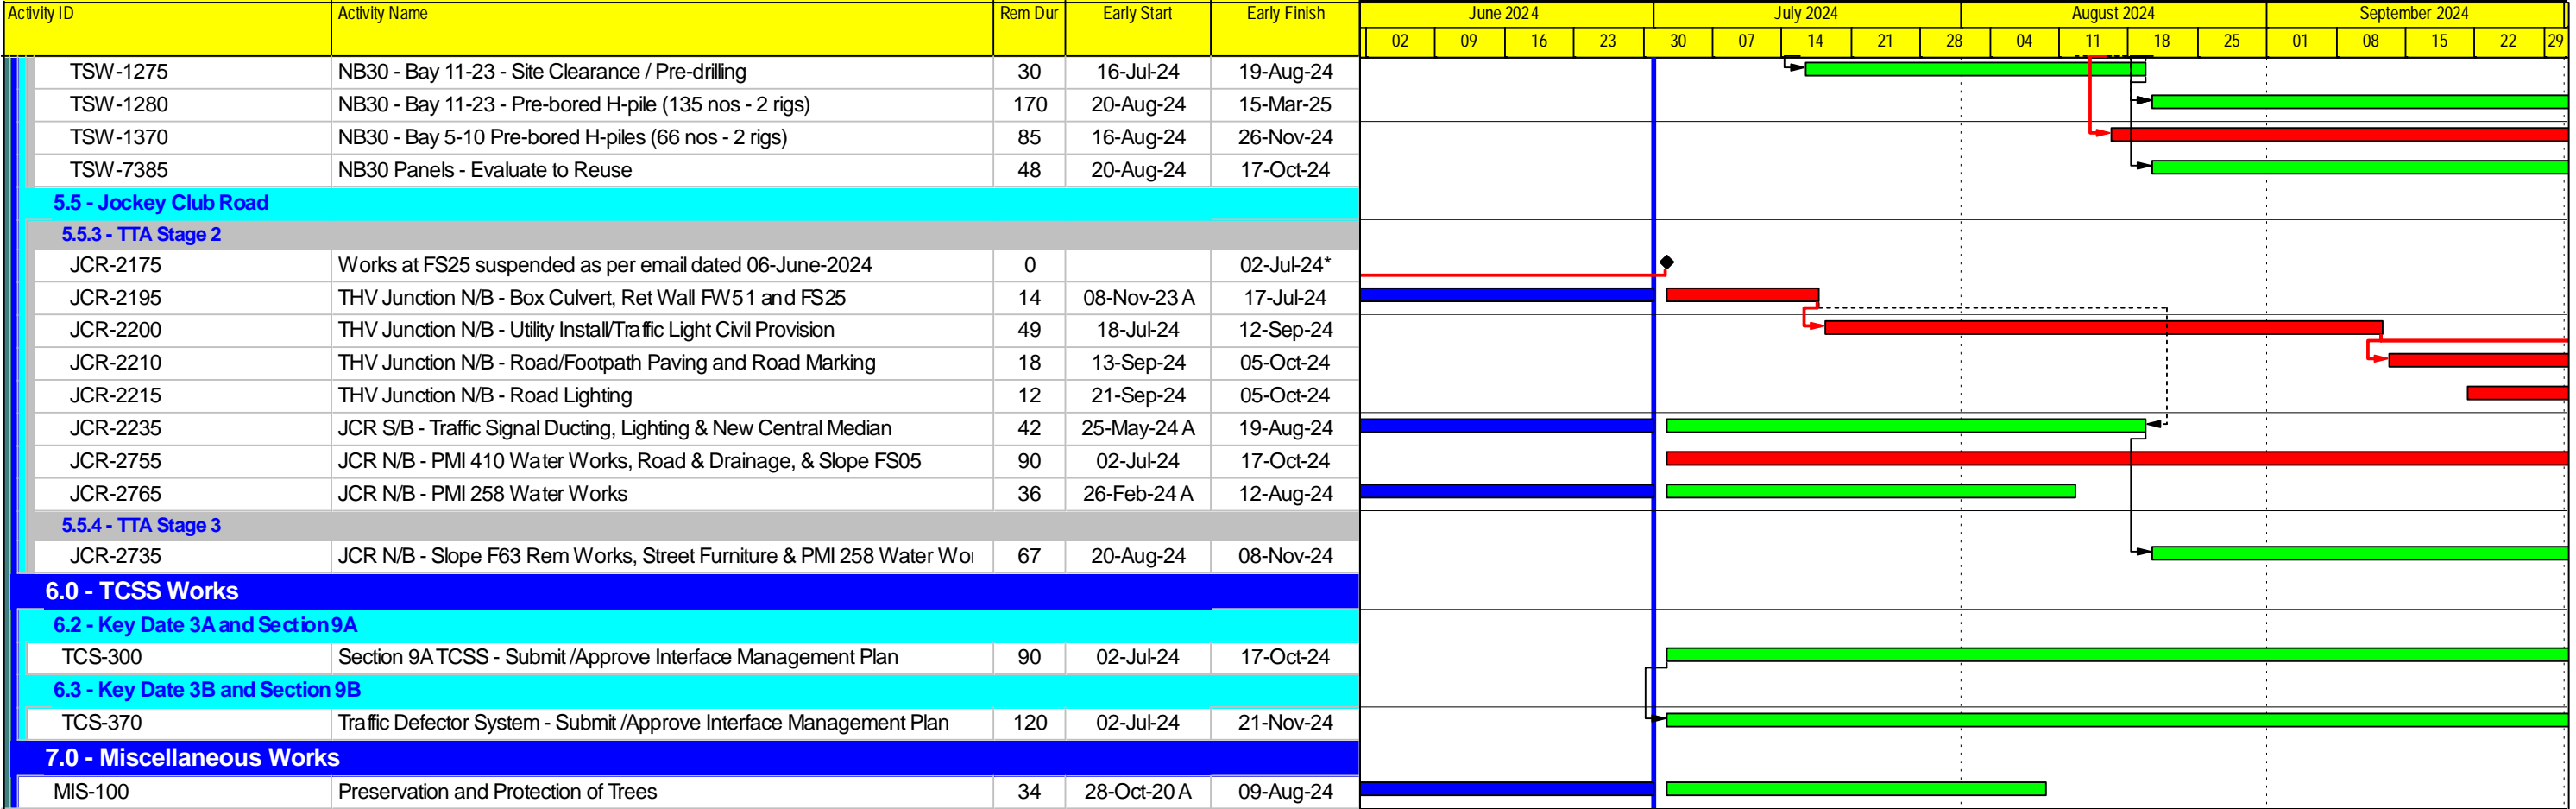 Activity ID Activity Name Rem Dur Early Start Early Finish June 2024 July 2024 August 2024 September 2024
02 09 16 23 30 07 14 21 28 04 11 18 25 01 08 15 22 29
TSW-1275 NB30 - Bay 11-23 - Site Clearance / Pre-drilling 30 16-Jul-24 19-Aug-24
TSW-1280 NB30 - Bay 11-23 - Pre-bored H-pile (135 nos - 2 rigs) 170 20-Aug-24 15-Mar-25
TSW-1370 NB30 - Bay 5-10 Pre-bored H-piles (66 nos - 2 rigs) 85 16-Aug-24 26-Nov-24
TSW-7385 NB30 Panels - Evaluate to Reuse 48 20-Aug-24 17-Oct-24
5.5 - Jockey Club Road
5.5.3 - TTA Stage 2
JCR-2175 Works at FS25 suspended as per email dated 06-June-2024 0 02-Jul-24*
JCR-2195 THV Junction N/B - Box Culvert, Ret Wall FW51 and FS25 14 08-Nov-23 A 17-Jul-24
JCR-2200 THV Junction N/B - Utility Install/Traffic Light Civil Provision 49 18-Jul-24 12-Sep-24
JCR-2210 THV Junction N/B - Road/Footpath Paving and Road Marking 18 13-Sep-24 05-Oct-24
JCR-2215 THV Junction N/B - Road Lighting 12 21-Sep-24 05-Oct-24
JCR-2235 JCR S/B - Traffic Signal Ducting, Lighting & New Central Median 42 25-May-24 A 19-Aug-24
JCR-2755 JCR N/B - PMI 410 Water Works, Road & Drainage, & Slope FS05 90 02-Jul-24 17-Oct-24
JCR-2765 JCR N/B - PMI 258 Water Works 36 26-Feb-24 A 12-Aug-24
5.5.4 - TTA Stage 3
JCR-2735 JCR N/B - Slope F63 Rem Works, Street Furniture & PMI 258 Water Wor 67 20-Aug-24 08-Nov-24
6.0 - TCSS Works
6.2 - Key Date 3A and Section 9A
TCS-300 Section 9A TCSS - Submit /Approve Interface Management Plan 90 02-Jul-24 17-Oct-24
6.3 - Key Date 3B and Section 9B
TCS-370 Traffic Defector System - Submit /Approve Interface Management Plan 120 02-Jul-24 21-Nov-24
7.0 - Miscellaneous Works
MIS-100 Preservation and Protection of Trees 34 28-Oct-20 A 09-Aug-24